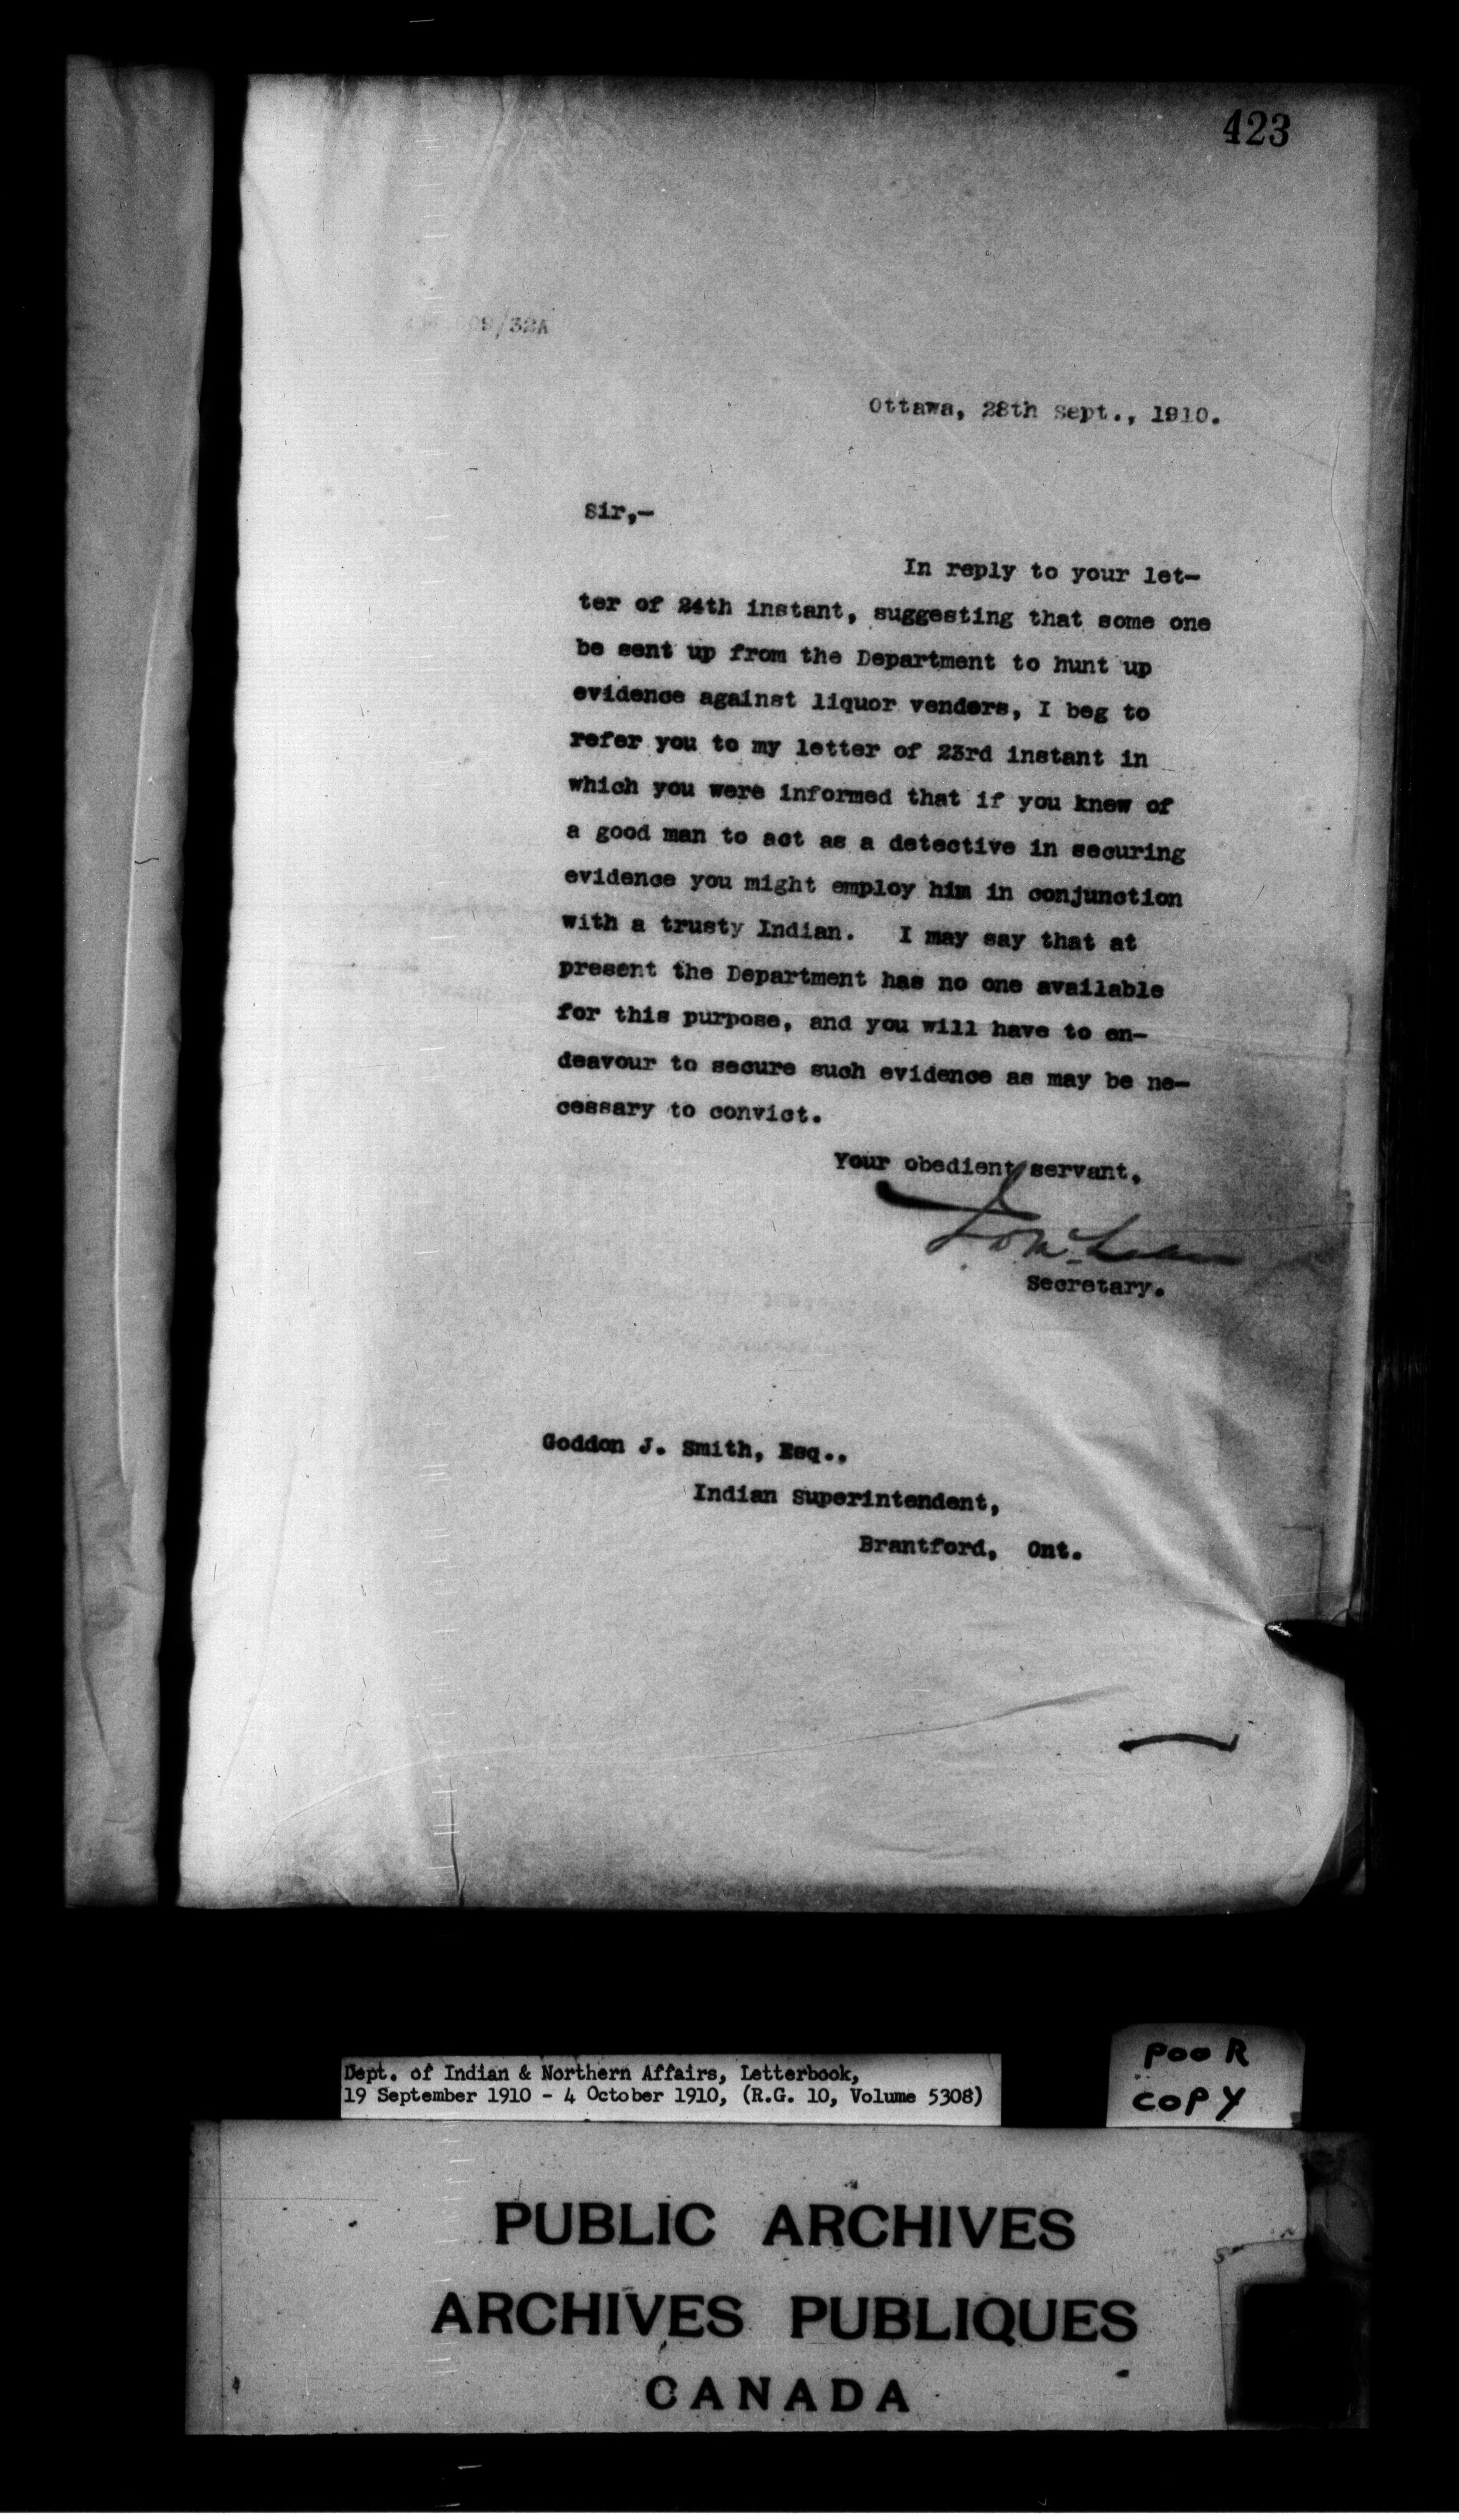 423
09/32A
Ottawa, 28th Sept., 1910.
Sir,-
In reply to your let-
ter of 24th instant, suggesting that some one
be sent up from the Department to hunt up
evidence against liquor venders, I beg to
refer you to my letter of 23rd instant in
which you were informed that if you knew of
a good man to act as a detective in securing
evidence you might employ him in conjunction
with a trusty Indian. I may say that at
present the Department has no one available
for this purpose, and you will have to en-
deavour to secure such evidence as may be ne-
cessary to convict.
Your obedient servant,
McLean
Secretary.
Goddon J. Smith, Esq.,
Indian Superintendent,
Brantford, Ont.
Dept. of Indian & Northern Affairs, Letterbook,
19 September 1910 - 4 October 1910, (R.G. 10, Volume 5308)
POOR
COPY
PUBLIC ARCHIVES
ARCHIVES PUBLIQUES
CANADA